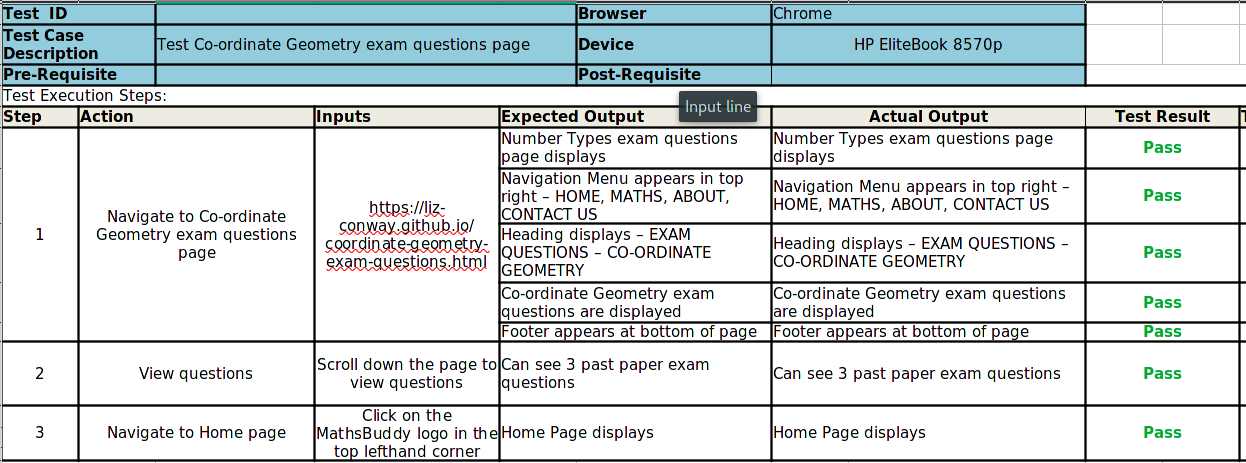 Test  ID
Browser
Chrome
Test Case
Description
Test Co-ordinate Geometry exam questions page
Device
HP EliteBook 8570p
Pre-Requisite
Post-Requisite
Test Execution Steps:
Input line
Step
Action
Inputs
Expected Output
Actual Output
Test Result
1
Navigate to Co-ordinate
Geometry exam questions
page
https://liz-
conway.github.io/
coordinate-geometry-
exam-questions.html
Number Types exam questions
page displays
Number Types exam questions page
displays
Pass
Navigation Menu appears in top
right – HOME, MATHS, ABOUT,
CONTACT US
Navigation Menu appears in top right –
HOME, MATHS, ABOUT, CONTACT US
Pass
Heading displays – EXAM
QUESTIONS – CO-ORDINATE
GEOMETRY
Heading displays – EXAM QUESTIONS –
CO-ORDINATE GEOMETRY
Pass
Co-ordinate Geometry exam
questions are displayed
Co-ordinate Geometry exam questions
are displayed
Pass
Footer appears at bottom of page
Footer appears at bottom of page
Pass
2
View questions
Scroll down the page to
view questions
Can see 3 past paper exam
questions
Can see 3 past paper exam questions
Pass
3
Navigate to Home page
Click on the
MathsBuddy logo in the
top lefthand corner
Home Page displays
Home Page displays
Pass